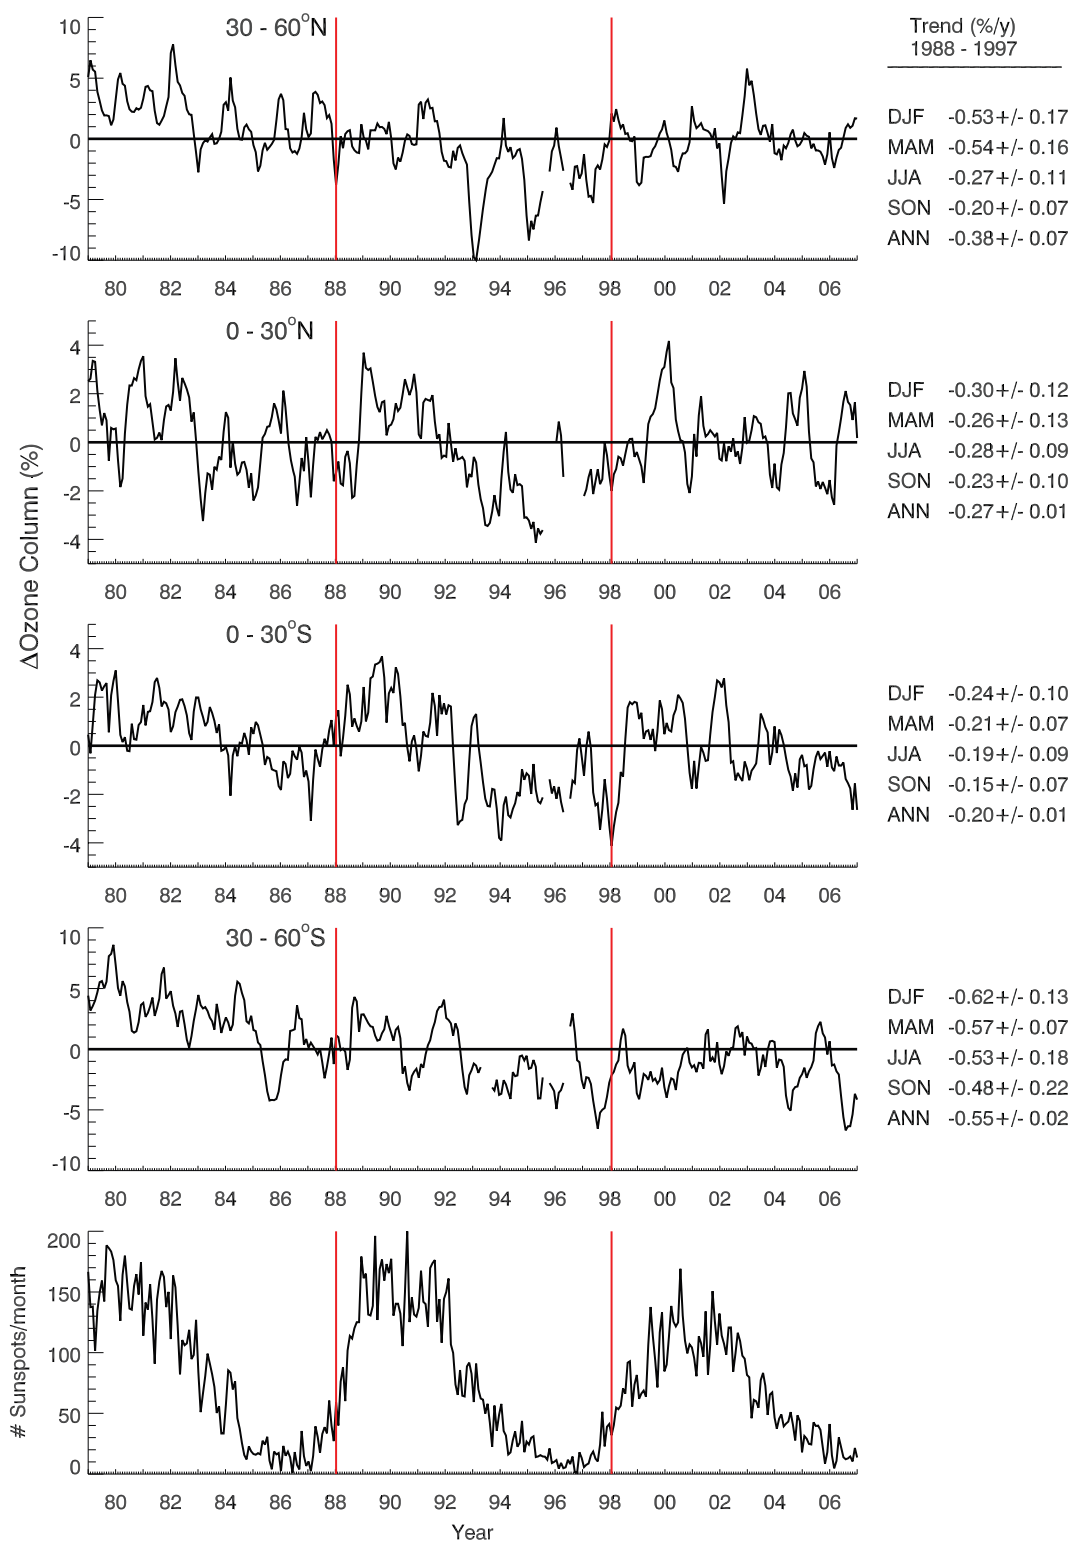 30 - 60°N
10
5
0
-5
-10
80 82 84 86 88 90 92 94 96 98 00 02 04 06
Trend (%/y)
1988 - 1997
DJF -0.53+/- 0.17
MAM -0.54+/- 0.16
JJA -0.27+/- 0.11
SON -0.20+/- 0.07
ANN -0.38+/- 0.07
0 - 30°N
4
2
0
-2
-4
80 82 84 86 88 90 92 94 96 98 00 02 04 06
DJF -0.30+/- 0.12
MAM -0.26+/- 0.13
JJA -0.28+/- 0.09
SON -0.23+/- 0.10
ANN -0.27+/- 0.01
ΔOzone Column (%)
0 - 30°S
4
2
0
-2
-4
80 82 84 86 88 90 92 94 96 98 00 02 04 06
DJF -0.24+/- 0.10
MAM -0.21+/- 0.07
JJA -0.19+/- 0.09
SON -0.15+/- 0.07
ANN -0.20+/- 0.01
30 - 60°S
10
5
0
-5
-10
80 82 84 86 88 90 92 94 96 98 00 02 04 06
DJF -0.62+/- 0.13
MAM -0.57+/- 0.07
JJA -0.53+/- 0.18
SON -0.48+/- 0.22
ANN -0.55+/- 0.02
# Sunspots/month
200
150
100
50
0
80 82 84 86 88 90 92 94 96 98 00 02 04 06
Year